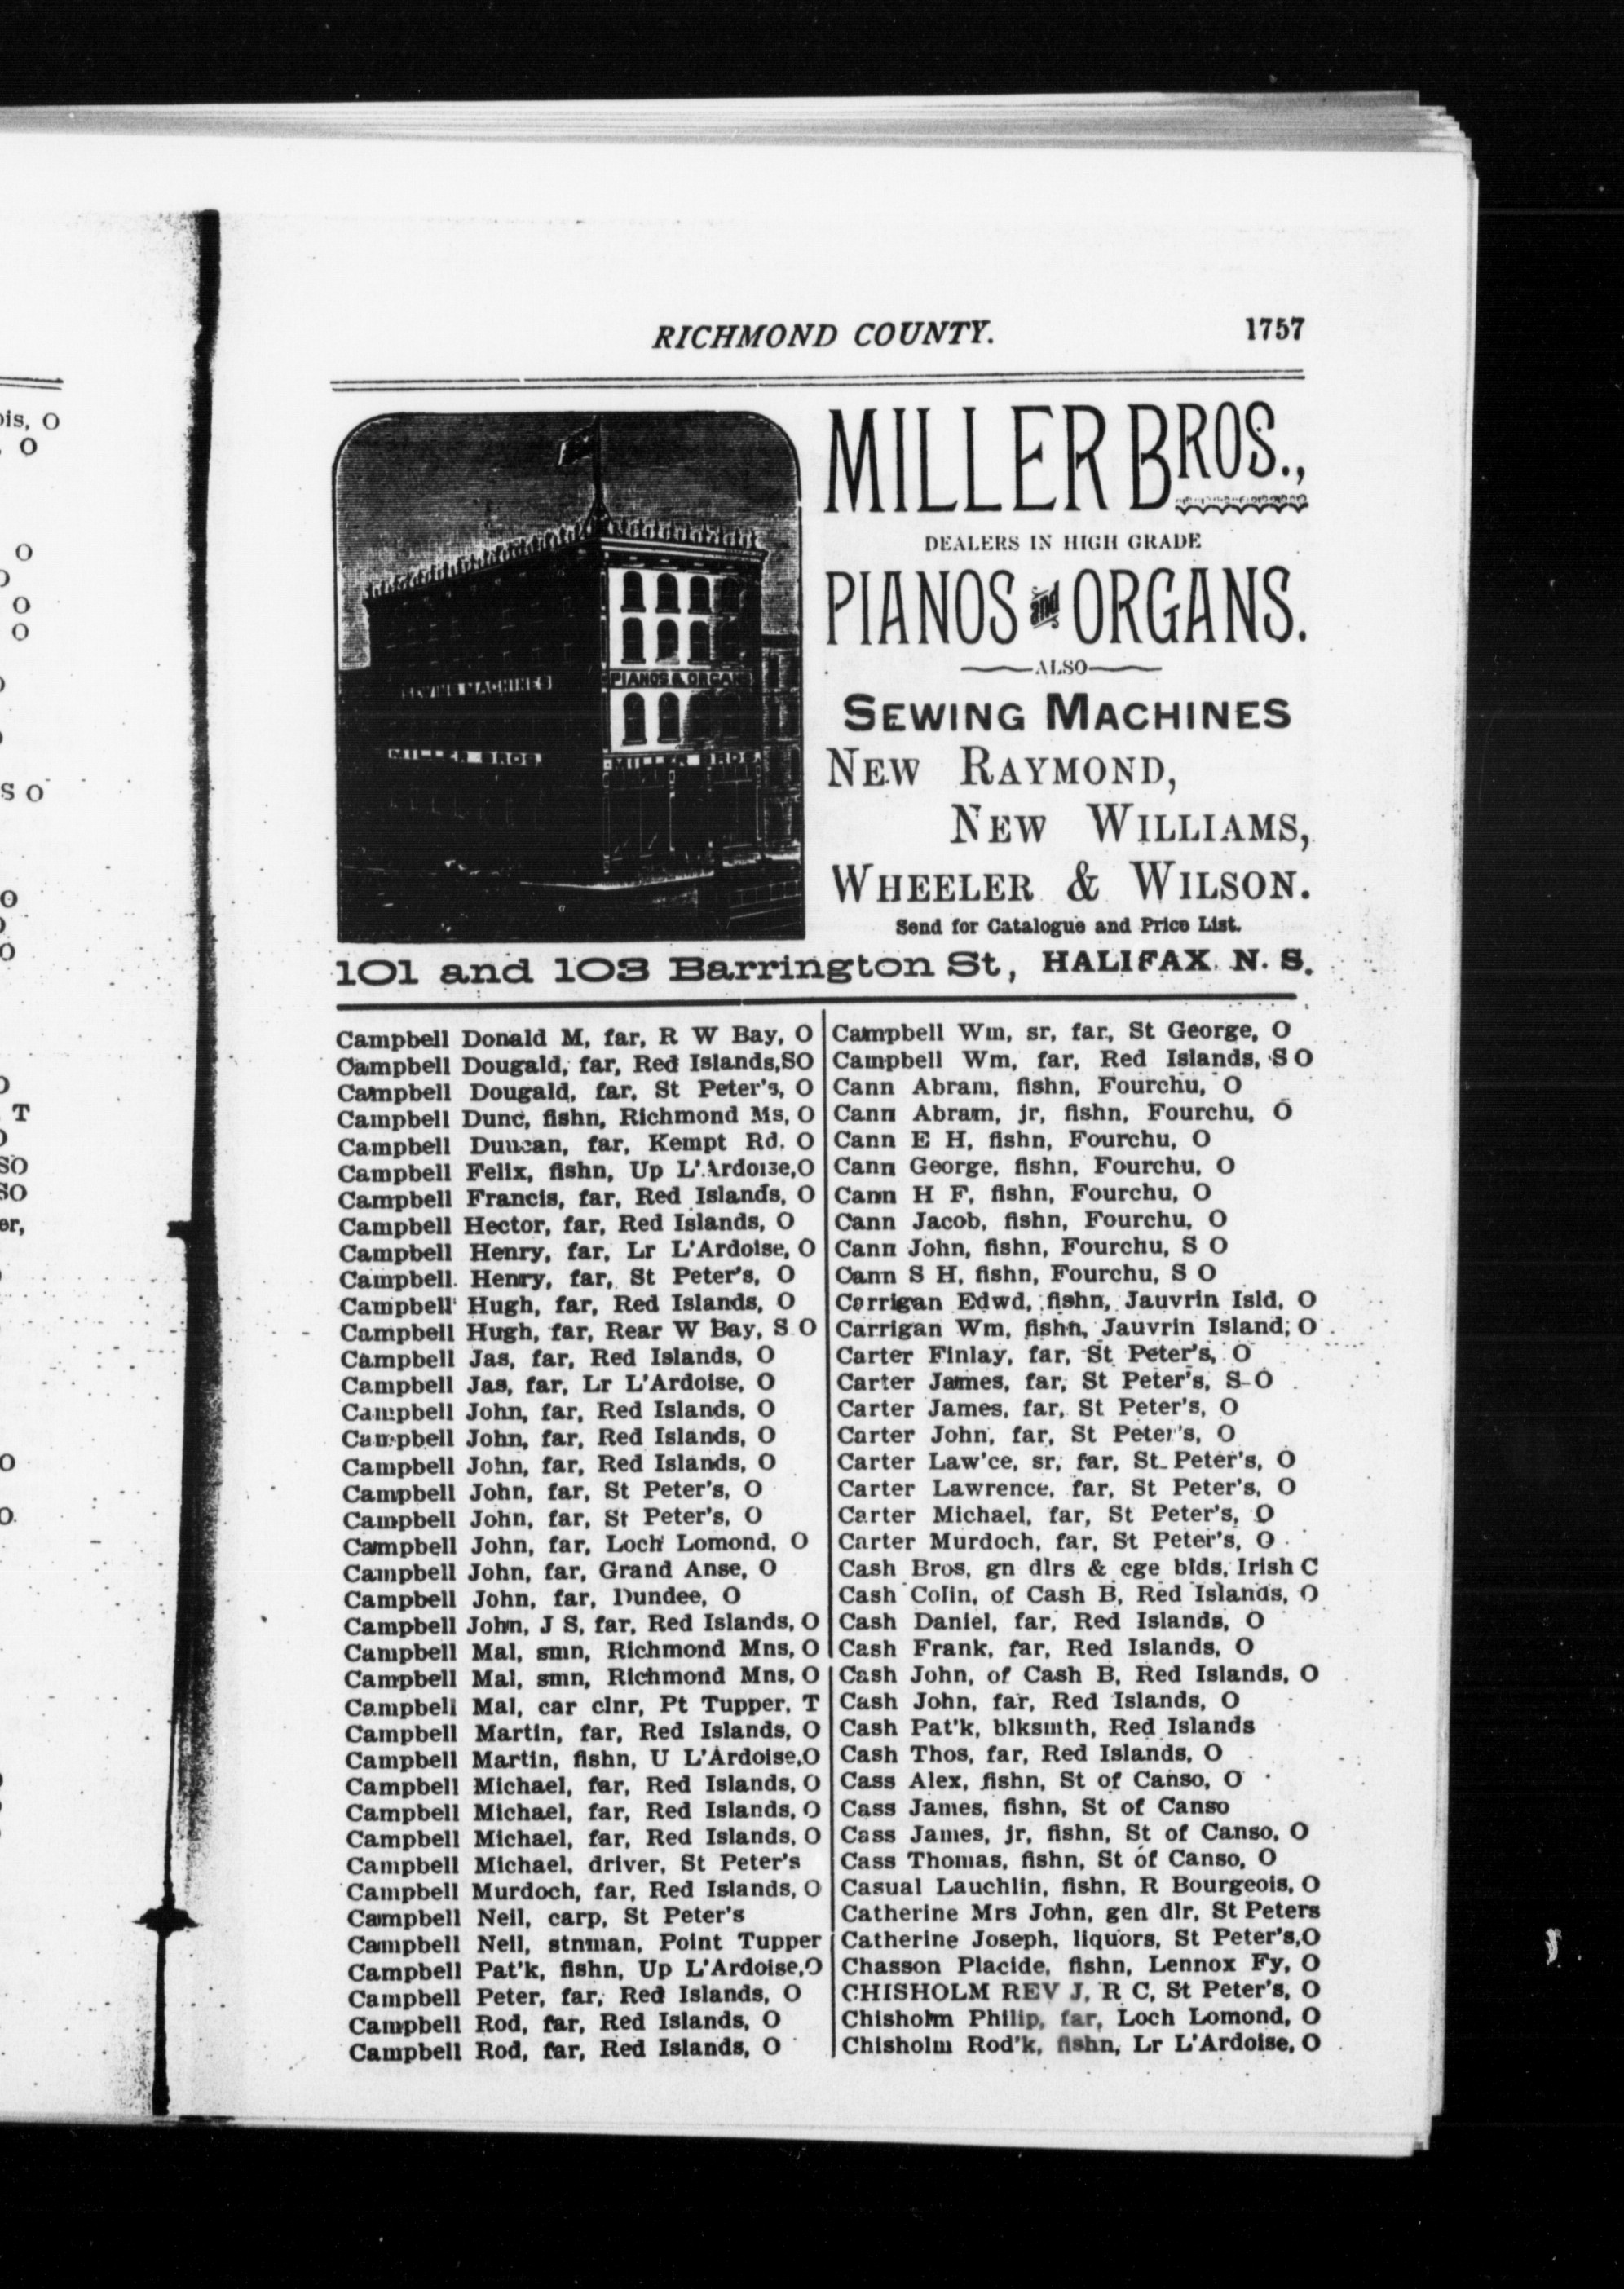 RICHMOND COUNTY. 1757
MILLER BROS.,
DEALERS IN HIGH GRADE
PIANOS and ORGANS.
ALSO
SEWING MACHINES
NEW RAYMOND,
NEW WILLIAMS,
WHEELER & WILSON.
Send for Catalogue and Price List.
SEWING MACHINES
PIANOS & ORGANS
MILLER BROS.
MILLER BROS.
101 and 103 Barrington St, HALIFAX N. S.
Campbell Donald M, far, R W Bay, O
Campbell Dougald, far, Red Islands, SO
Campbell Dougald, far, St Peter's, O
Campbell Dunc, fishn, Richmond Ms, O
Campbell Duncan, far, Kempt Rd. O
Campbell Felix, fishn, Up L'Ardoise, O
Campbell Francis, far, Red Islands, O
Campbell Hector, far, Red Islands, O
Campbell Henry, far, Lr L'Ardoise, O
Campbell Henry, far, St Peter's, O
Campbell Hugh, far, Red Islands, O
Campbell Hugh, far, Rear W Bay, S O
Campbell Jas, far, Red Islands, O
Campbell Jas, far, Lr L'Ardoise, O
Campbell John, far, Red Islands, O
Campbell John, far, Red Islands, O
Campbell John, far, Red Islands, O
Campbell John, far, St Peter's, O
Campbell John, far, St Peter's, O
Campbell John, far, Loch Lomond, O
Campbell John, far, Grand Anse, O
Campbell John, far, Dundee, O
Campbell John, J S, far, Red Islands, O
Campbell Mal, smn, Richmond Mns, O
Campbell Mal, smn, Richmond Mns, O
Campbell Mal, car clnr, Pt Tupper, T
Campbell Martin, far, Red Islands, O
Campbell Martin, fishn, U L'Ardoise, O
Campbell Michael, far, Red Islands, O
Campbell Michael, far, Red Islands, O
Campbell Michael, far, Red Islands, O
Campbell Michael, driver, St Peter's
Campbell Murdoch, far, Red Islands, O
Campbell Neil, carp, St Peter's
Campbell Neil, stnman, Point Tupper
Campbell Pat'k, fishn, Up L'Ardoise, O
Campbell Peter, far, Red Islands, O
Campbell Rod, far, Red Islands, O
Campbell Rod, far, Red Islands, O
Campbell Wm, sr, far, St George, O
Campbell Wm, far, Red Islands, S O
Cann Abram, fishn, Fourchu, O
Cann Abram, jr, fishn, Fourchu, O
Cann E H, fishn, Fourchu, O
Cann George, fishn, Fourchu, O
Cann H F, fishn, Fourchu, O
Cann Jacob, fishn, Fourchu, O
Cann John, fishn, Fourchu, S O
Cann S H, fishn, Fourchu, S O
Carrigan Edwd, fishn, Jauvrin Isld, O
Carrigan Wm, fishn, Jauvrin Island, O
Carter Finlay, far, St Peter's, O
Carter James, far, St Peter's, S O
Carter James, far, St Peter's, O
Carter John, far, St Peter's, O
Carter Law'ce, sr, far, St Peter's, O
Carter Lawrence, far, St Peter's, O
Carter Michael, far, St Peter's, O
Carter Murdoch, far, St Peter's, O
Cash Bros, gn dlrs & cge blds, Irish C
Cash Colin, of Cash B, Red Islands, O
Cash Daniel, far, Red Islands, O
Cash Frank, far, Red Islands, O
Cash John, of Cash B, Red Islands, O
Cash John, far, Red Islands, O
Cash Pat'k, blksmth, Red Islands
Cash Thos, far, Red Islands, O
Cass Alex, fishn, St of Canso, O
Cass James, fishn, St of Canso
Cass James, jr, fishn, St of Canso, O
Cass Thomas, fishn, St of Canso, O
Casual Lauchlin, fishn, R Bourgeois, O
Catherine Mrs John, gen dlr, St Peters
Catherine Joseph, liquors, St Peter's, O
Chasson Placide, fishn, Lennox Fy, O
CHISHOLM REV J, R C, St Peter's, O
Chisholm Philip, far, Loch Lomond, O
Chisholm Rod'k, fishn, Lr L'Ardoise, O